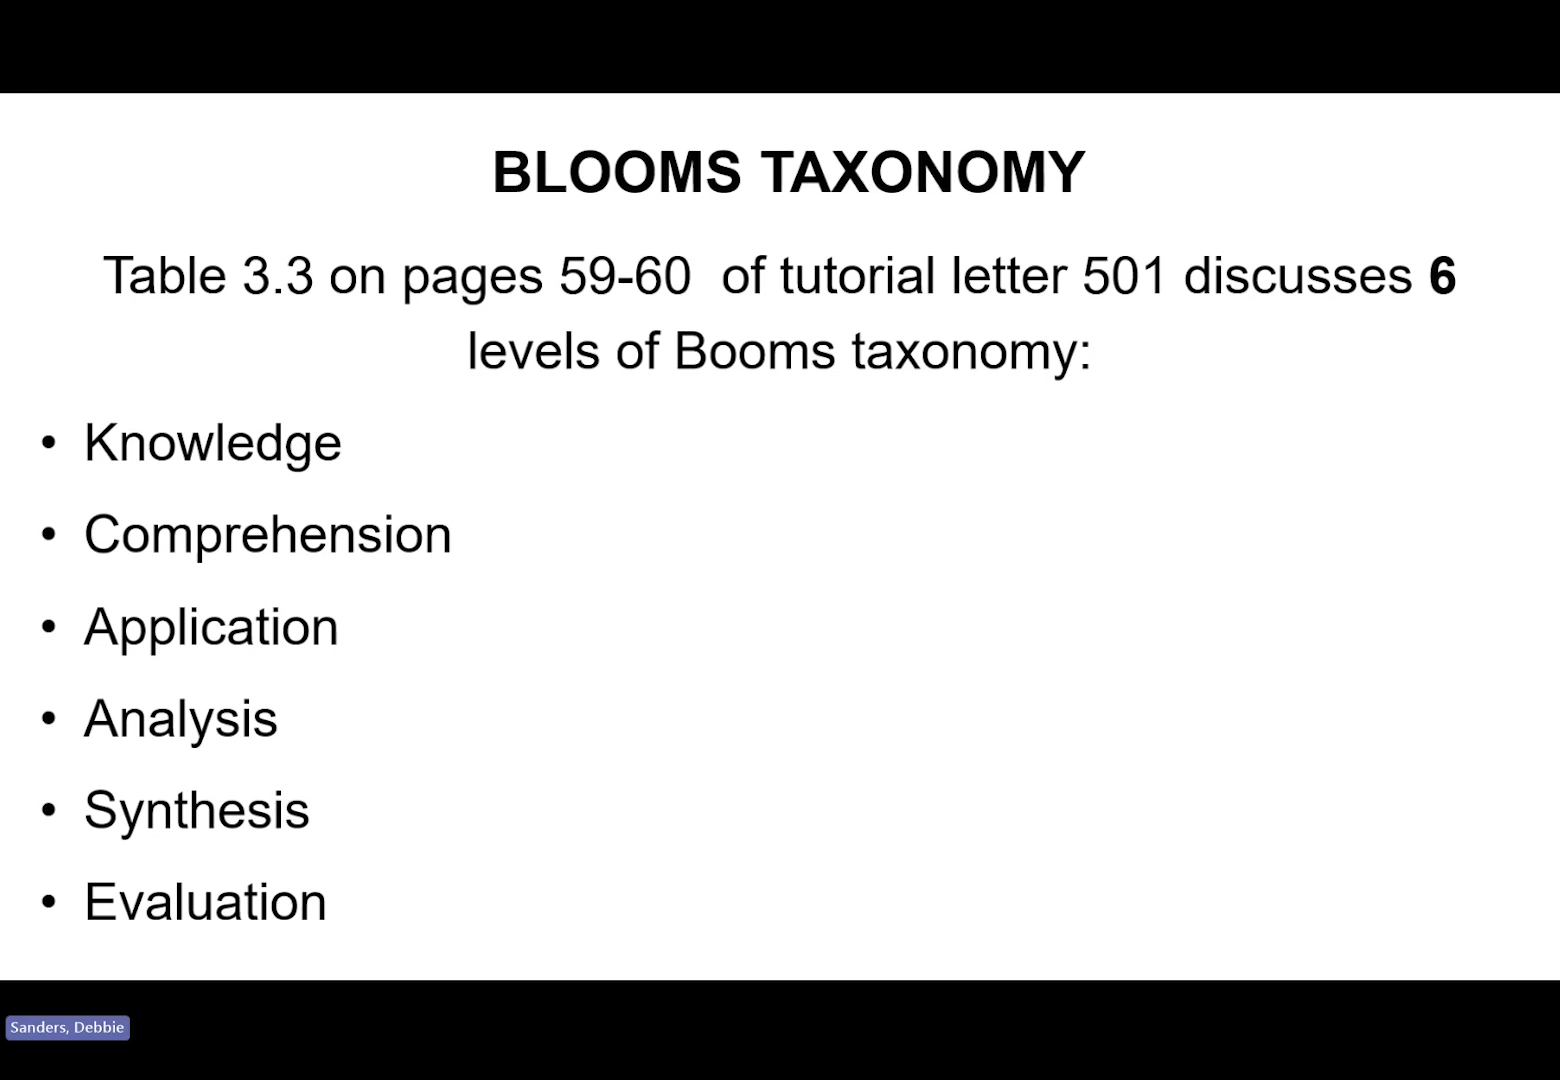 BLOOMS TAXONOMY
Table 3.3 on pages 59-60  of tutorial letter 501 discusses 6
levels of Booms taxonomy:
• Knowledge
• Comprehension
• Application
• Analysis
• Synthesis
• Evaluation
Sanders, Debbie